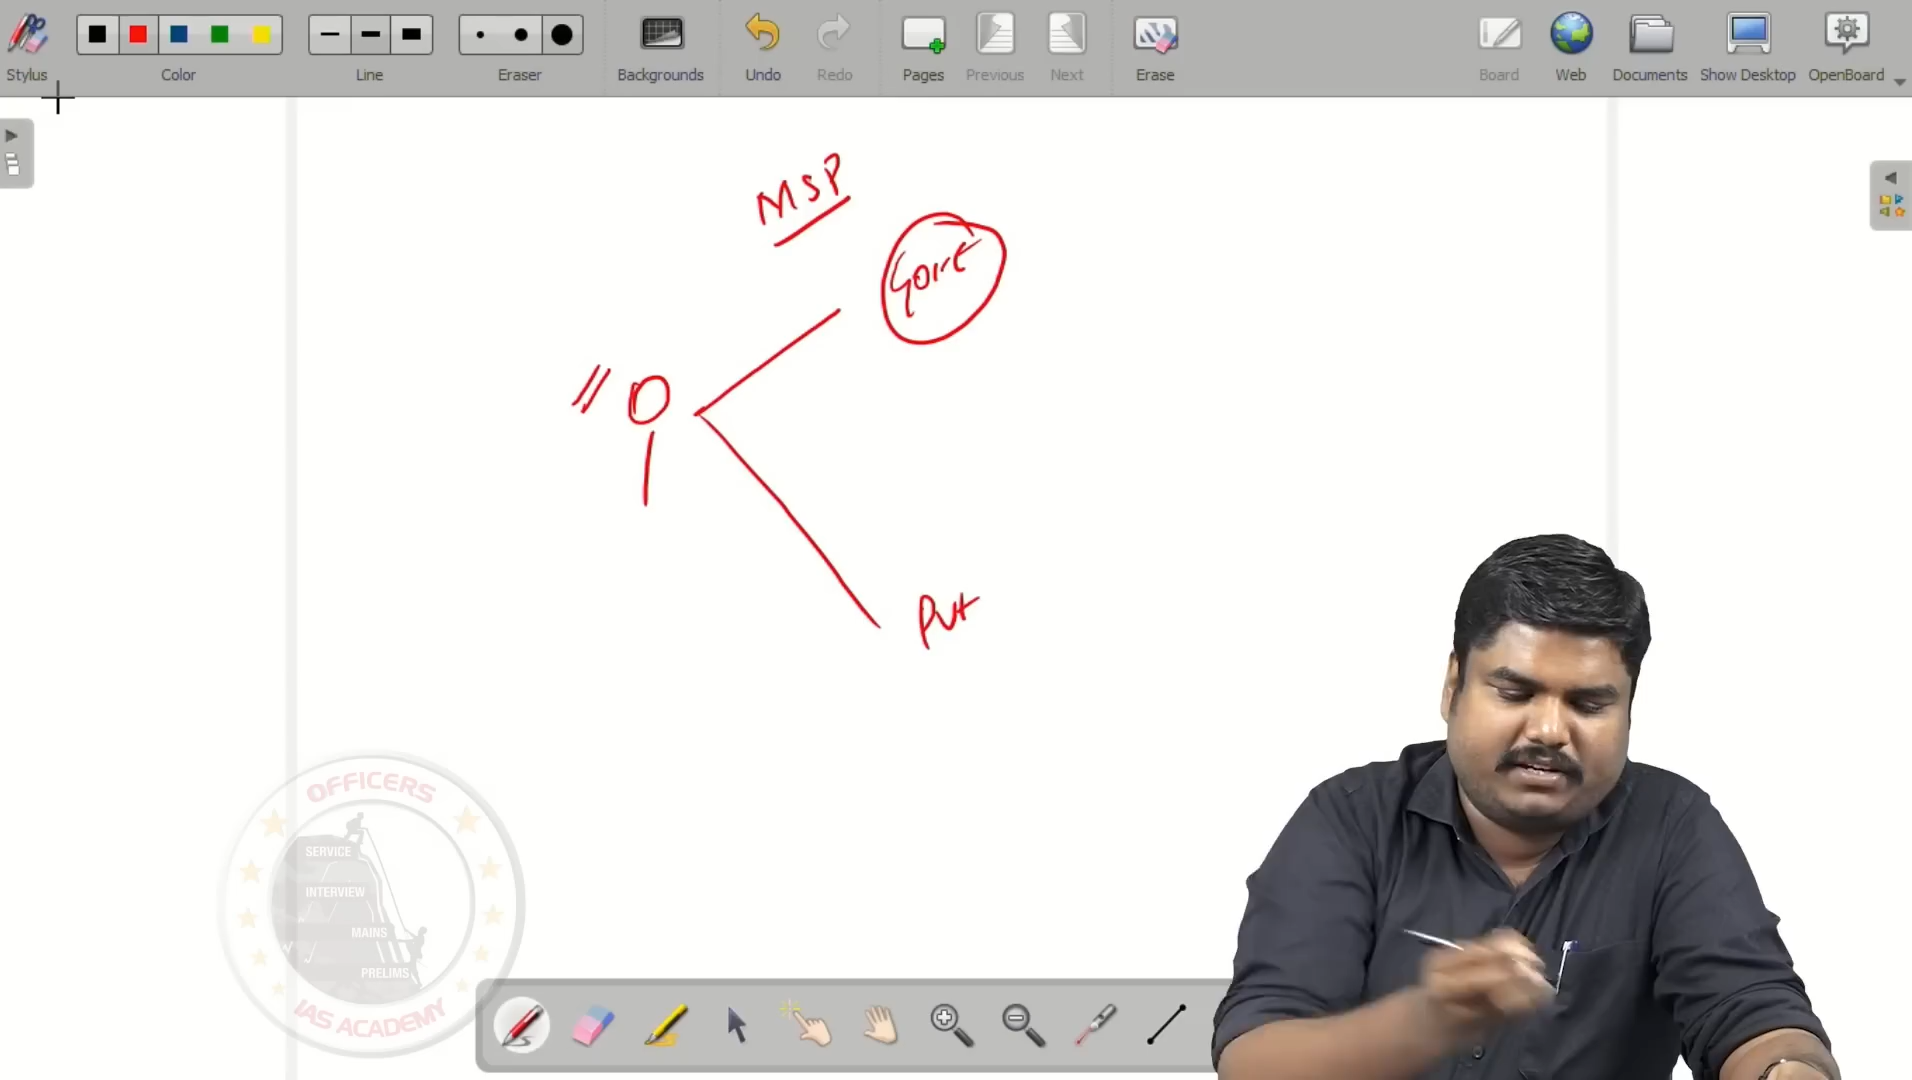 Stylus
Color
Line
Eraser
Backgrounds
Undo
Redo
Pages
Previous
Next
Erase
Board
Web
Documents
Show Desktop
OpenBoard
MSP
Govt
Pvt
OFFICERS
SERVICE
INTERVIEW
MAINS
PRELIMS
IAS ACADEMY